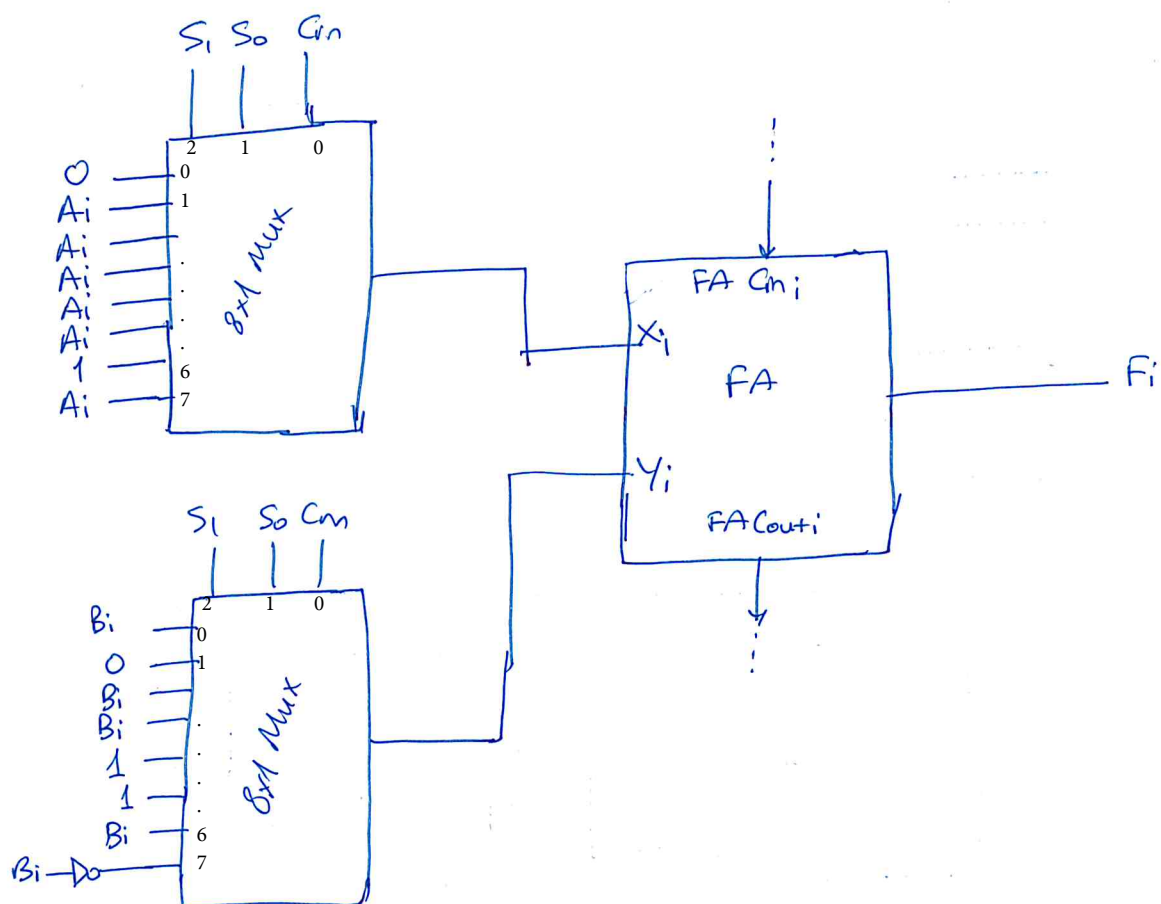 S1 S0 Cin
2 1 0
0 0
Ai 1
Ai
Ai .
Ai .
Ai .
1 . 6
Ai 7
8x1 Mux
FA Cini
Xi
FA
Fi
Yi
FA Couti
S1 S0 Cin
2 1 0
Bi 0
0 1
Bi
Bi .
1 .
1 .
Bi . 6
Bi 7
8x1 Mux